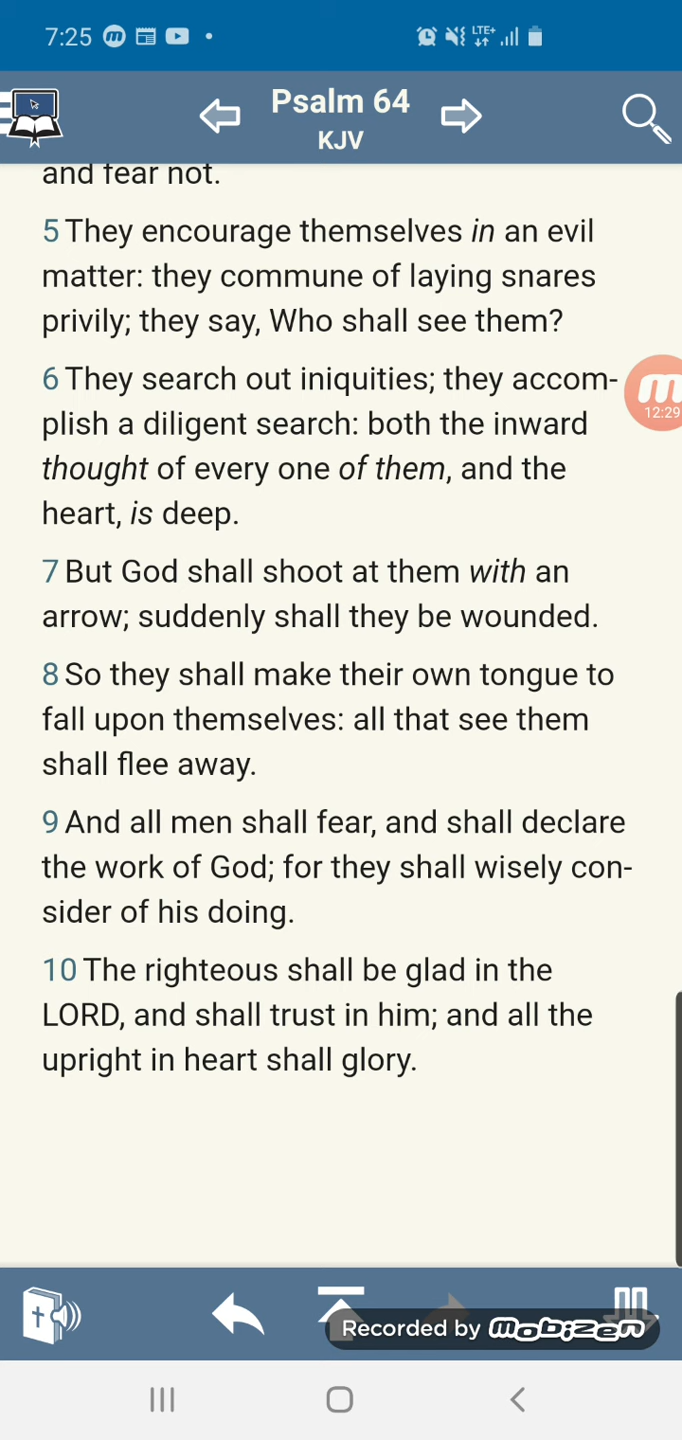 7:25
LTE+
Psalm 64
KJV
and fear not.
5 They encourage themselves in an evil
matter: they commune of laying snares
privily; they say, Who shall see them?
6 They search out iniquities; they accom-
plish a diligent search: both the inward
thought of every one of them, and the
heart, is deep.
12:29
7 But God shall shoot at them with an
arrow; suddenly shall they be wounded.
8 So they shall make their own tongue to
fall upon themselves: all that see them
shall flee away.
9 And all men shall fear, and shall declare
the work of God; for they shall wisely con-
sider of his doing.
10 The righteous shall be glad in the
LORD, and shall trust in him; and all the
upright in heart shall glory.
Recorded by mobizen